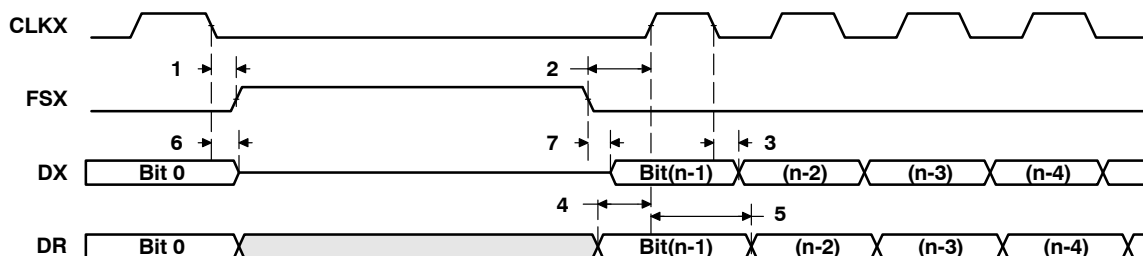 CLKX
1
2
FSX
6
7
3
DX
Bit 0
Bit(n-1)
(n-2)
(n-3)
(n-4)
4
5
DR
Bit 0
Bit(n-1)
(n-2)
(n-3)
(n-4)